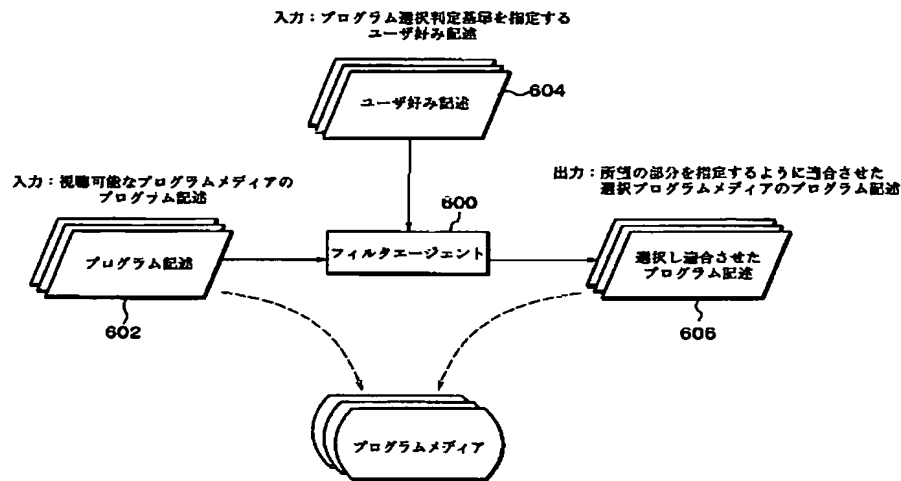 入力：プログラム選択判定基準を指定する
ユーザ好み記述
ユーザ好み記述
604
入力：視聴可能なプログラムメディアの
プログラム記述
プログラム記述
602
600
フィルタエージェント
出力：所望の部分を指定するように適合させた
選択プログラムメディアのプログラム記述
選択し適合させた
プログラム記述
606
プログラムメディア